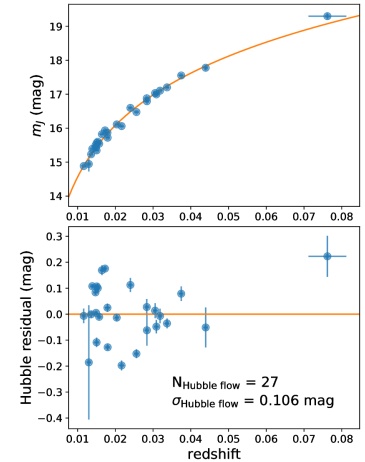 19
18
17
16
15
14
m_J (mag)
0.01 0.02 0.03 0.04 0.05 0.06 0.07 0.08
0.3
0.2
0.1
0.0
−0.1
−0.2
−0.3
−0.4
Hubble residual (mag)
N_Hubble flow = 27
σ_Hubble flow = 0.106 mag
0.01 0.02 0.03 0.04 0.05 0.06 0.07 0.08
redshift